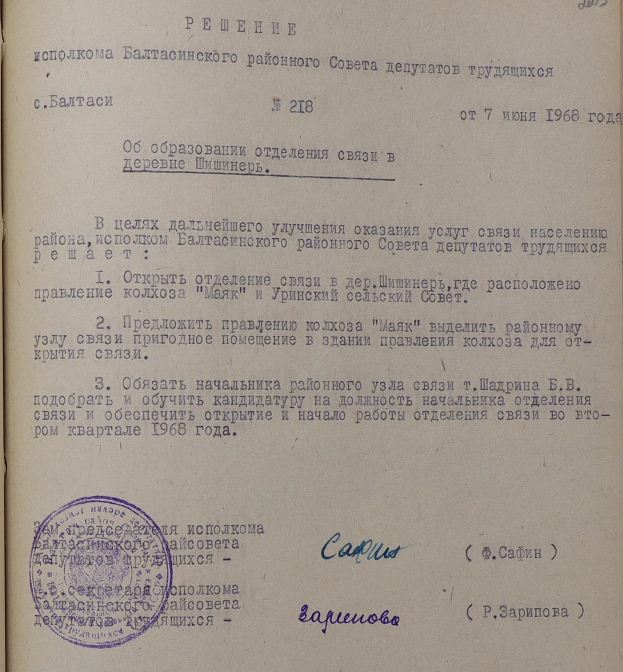 РЕШЕНИЕ
исполкома Балтасинского районного Совета депутатов трудящихся
с.Балтаси № 218 от 7 июня 1968 года
Об образовании отделения связи в
деревне Шишинерь.
В целях дальнейшего улучшения оказания услуг связи населению
района,исполком Балтасинского районного Совета депутатов трудящихся
решает:
1. Открыть отделение связи в дер.Шишинерь,где расположено
правление колхоза "Маяк" и Уринский сельский Совет.
2. Предложить правлению колхоза "Маяк" выделить районному
узлу связи пригодное помещение в здании правления колхоза для от-
крытия связи.
3. Обязать начальника районного узла связи т.Шадрина Б.В.
подобрать и обучить кандидатуру на должность начальника отделения
связи и обеспечить открытие и начало работы отделения связи во вто-
ром квартале 1968 года.
Зам председателя исполкома
Балтасинского райсовета
депутатов трудящихся - Сафин ( Ф.Сафин )
секретаря исполкома
Балтасинского райсовета
депутатов трудящихся - Зарипова ( Р.Зарипова )